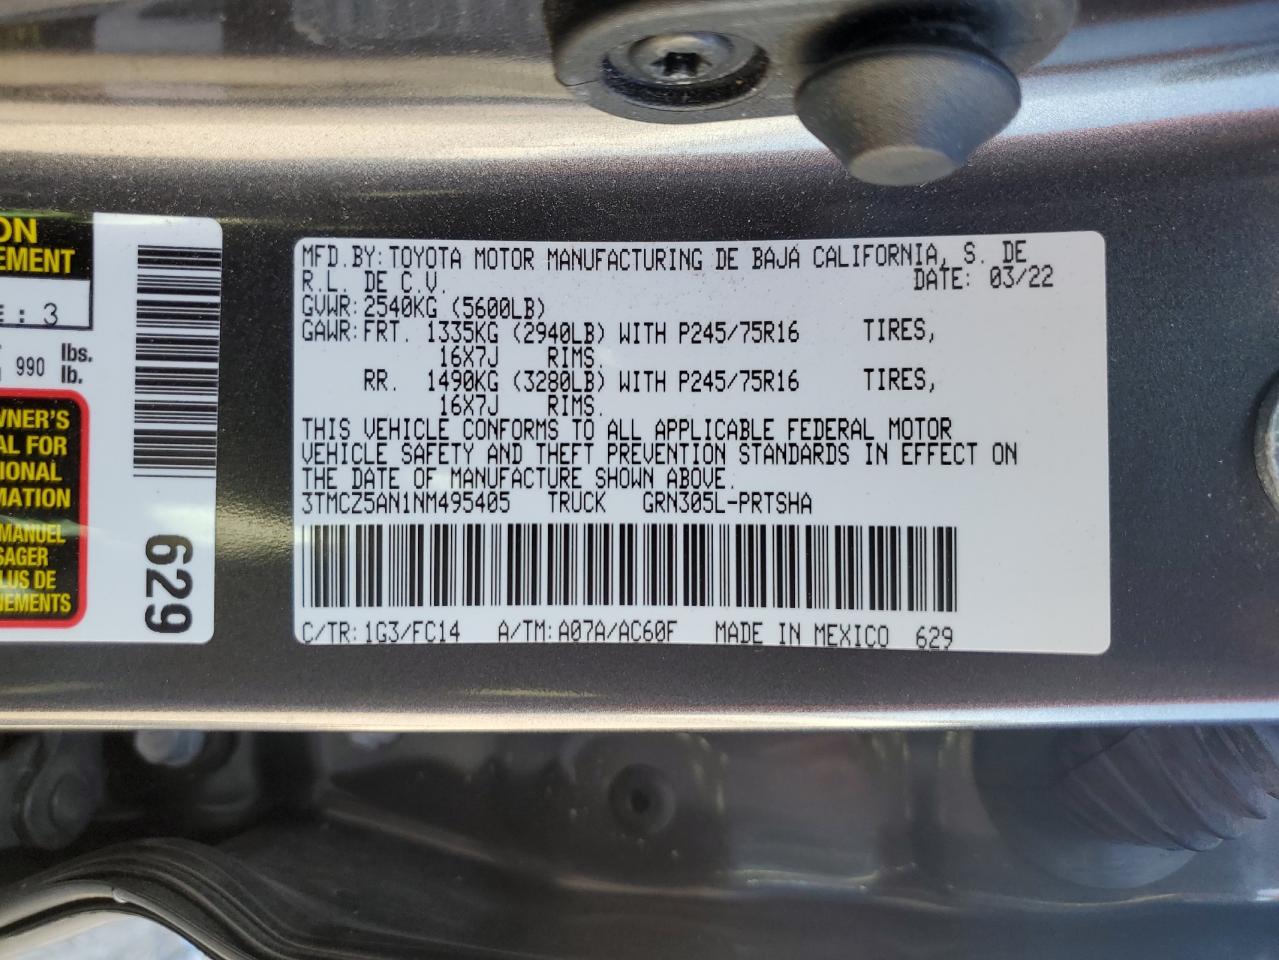 ON
EMENT
E : 3
990 lbs.
lb.
WNER'S
AL FOR
IONAL
MATION
MANUEL
SAGER
LUS DE
NEMENTS
629
MFD.BY:TOYOTA MOTOR MANUFACTURING DE BAJA CALIFORNIA, S. DE
R.L. DE C.V. DATE: 03/22
GVWR:2540KG (5600LB)
GAWR:FRT. 1335KG (2940LB) WITH P245/75R16 TIRES,
16X7J RIMS.
RR. 1490KG (3280LB) WITH P245/75R16 TIRES,
16X7J RIMS.
THIS VEHICLE CONFORMS TO ALL APPLICABLE FEDERAL MOTOR
VEHICLE SAFETY AND THEFT PREVENTION STANDARDS IN EFFECT ON
THE DATE OF MANUFACTURE SHOWN ABOVE.
3TMCZ5AN1NM495405 TRUCK GRN305L-PRTSHA
C/TR:1G3/FC14 A/TM:A07A/AC60F MADE IN MEXICO 629